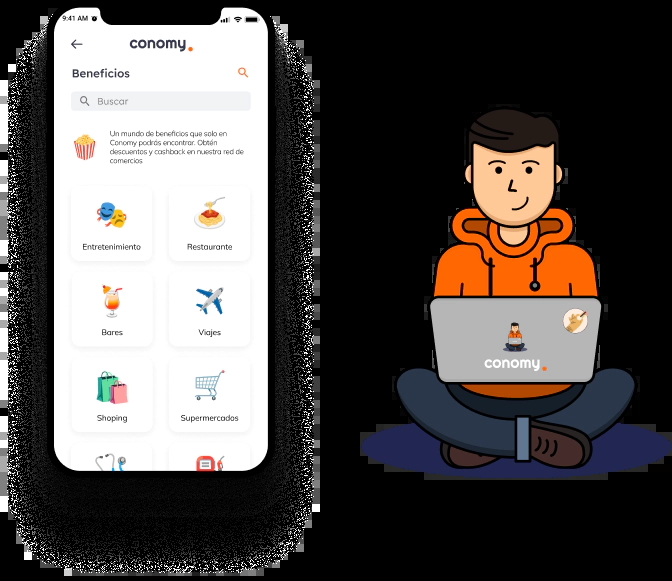 9:41 AM
conomy.
Beneficios
Buscar
Un mundo de beneficios que solo en
Conomy podrás encontrar. Obtén
descuentos y cashback en nuestra red de
comercios
Entretenimiento
Restaurante
Bares
Viajes
Shoping
Supermercados
conomy.